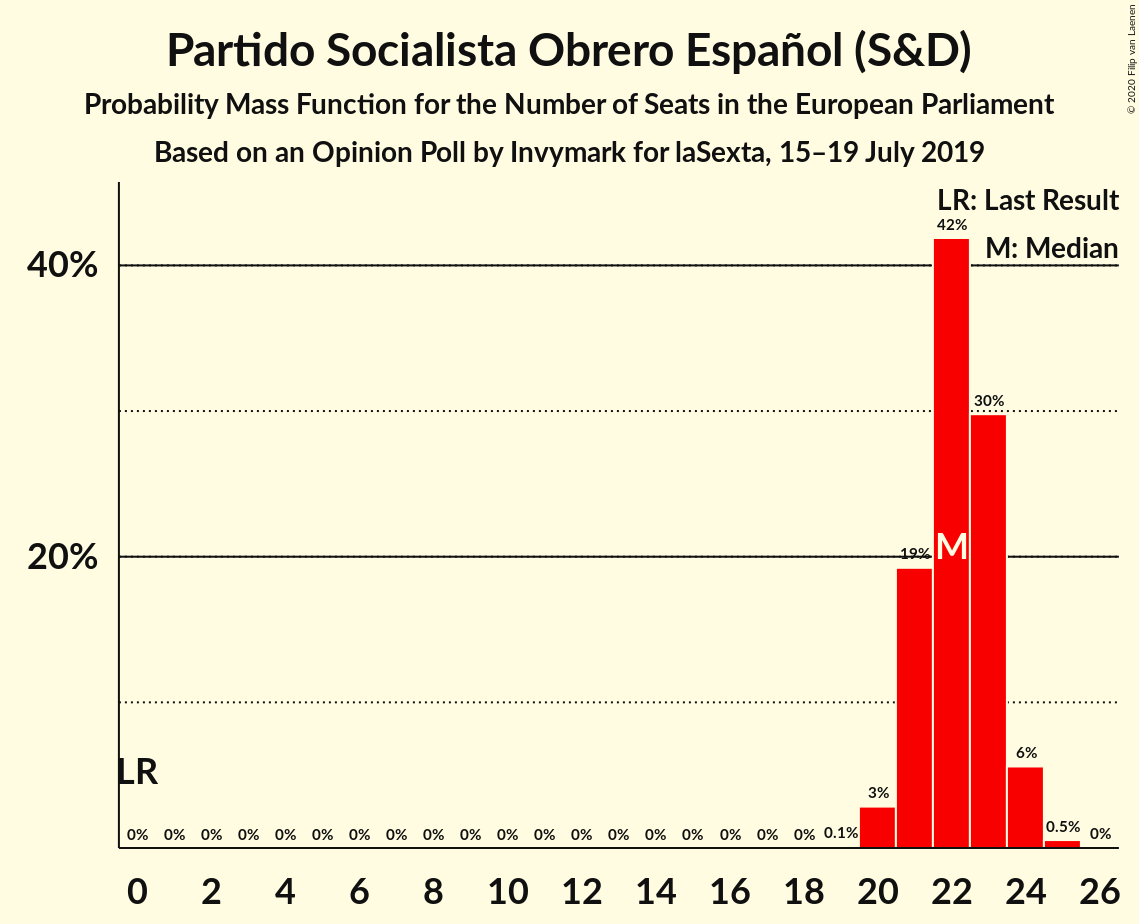 Partido Socialista Obrero Español (S&D)
Probability Mass Function for the Number of Seats in the European Parliament
Based on an Opinion Poll by Invymark for laSexta, 15–19 July 2019
© 2020 Filip van Laenen
LR: Last Result
M: Median
40%
20%
42%
30%
19%
M
6%
3%
0.5%
LR
0% 0% 0% 0% 0% 0% 0% 0% 0% 0% 0% 0% 0% 0% 0% 0% 0% 0% 0% 0.1% 0%
0 2 4 6 8 10 12 14 16 18 20 22 24 26